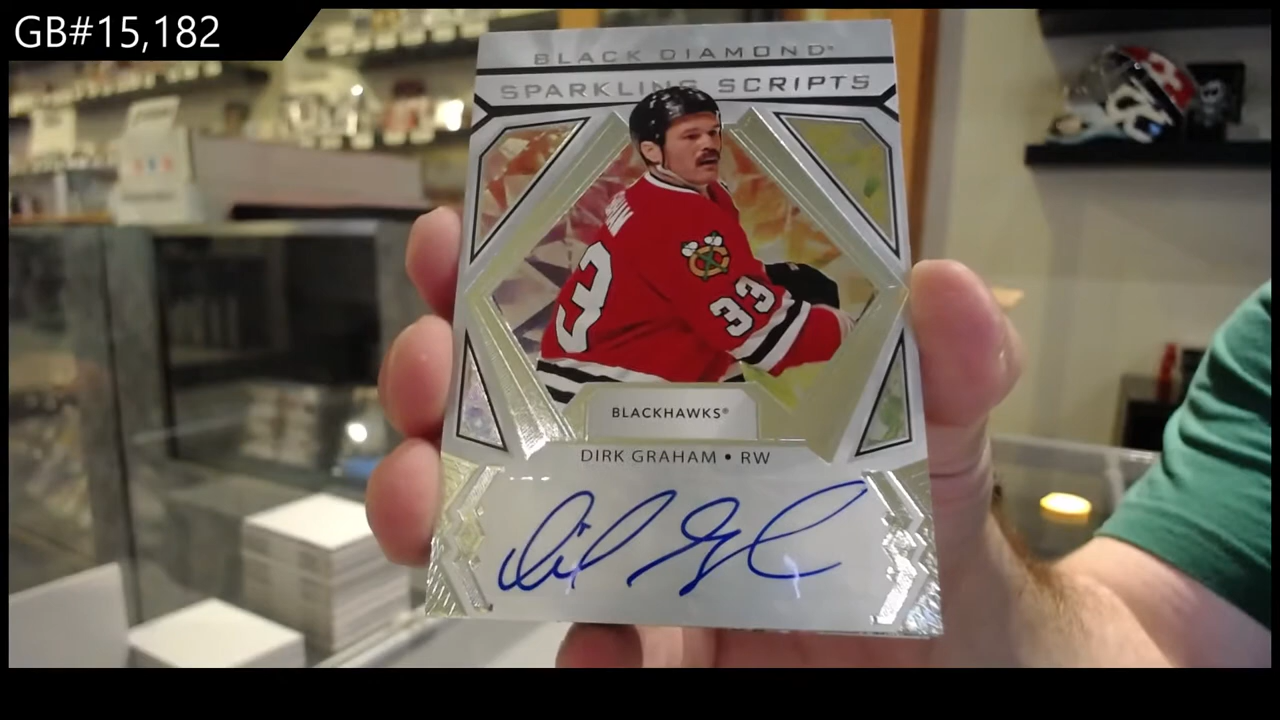 GB#15,182
BLACK DIAMOND®
SPARKLING SCRIPTS
33
33
BLACKHAWKS®
DIRK GRAHAM • RW